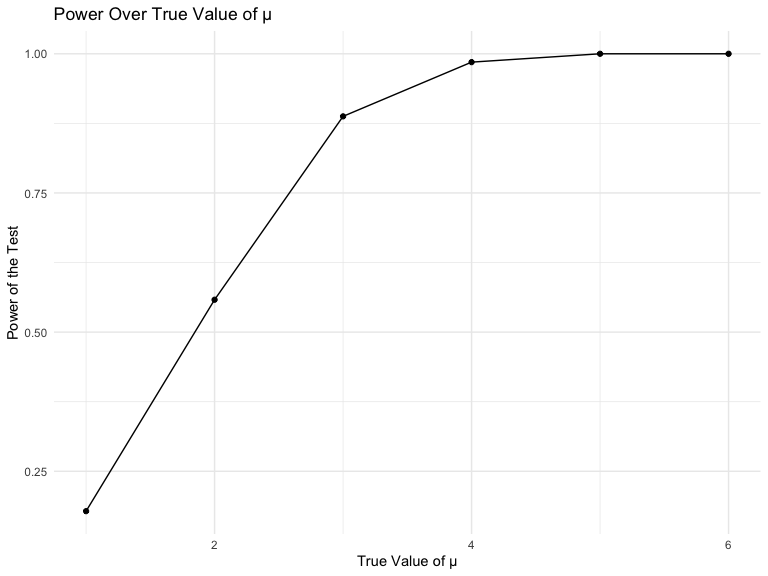 Power Over True Value of μ
1.00
0.75
0.50
0.25
Power of the Test
2 4 6
True Value of μ